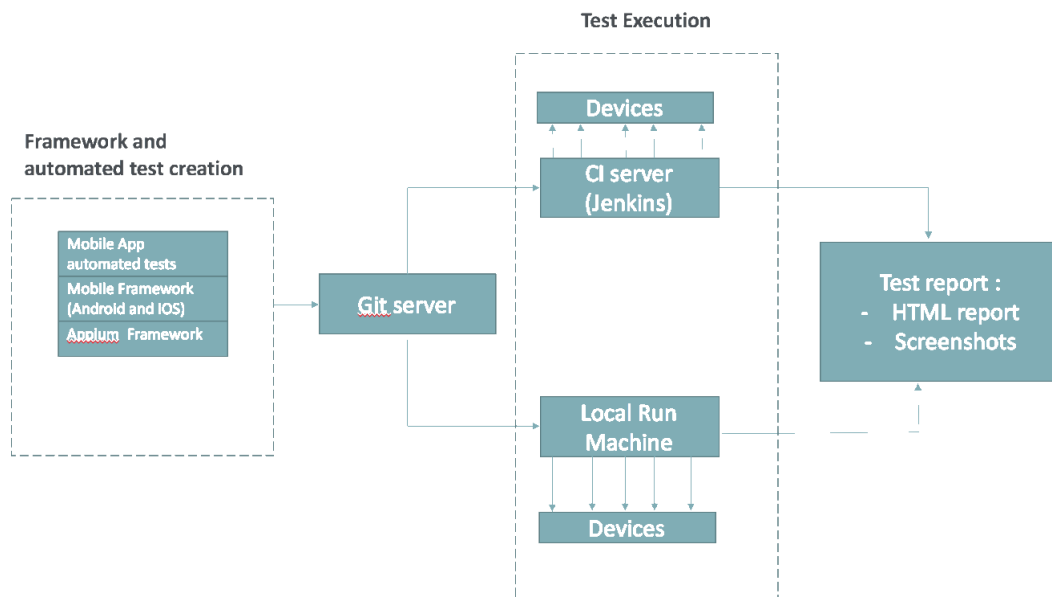 Test Execution
Devices
Framework and
automated test creation
CI server
(Jenkins)
Mobile App
automated tests
Mobile Framework
(Android and IOS)
Appium Framework
Git server
Test report :
- HTML report
- Screenshots
Local Run
Machine
Devices